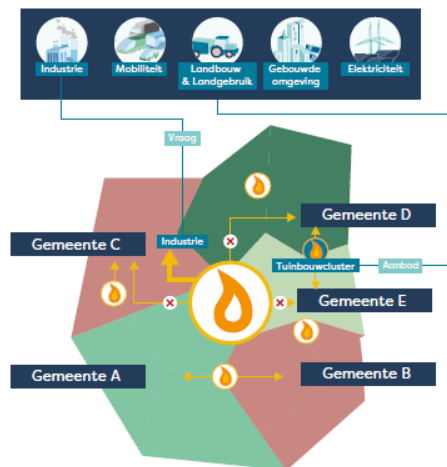 Industrie
Mobiliteit
Landbouw
& Landgebruik
Gebouwde
omgeving
Elektriciteit
Vraag
Gemeente D
Gemeente C
Industrie
Tuinbouwcluster
Aanbod
Gemeente E
Gemeente A
Gemeente B